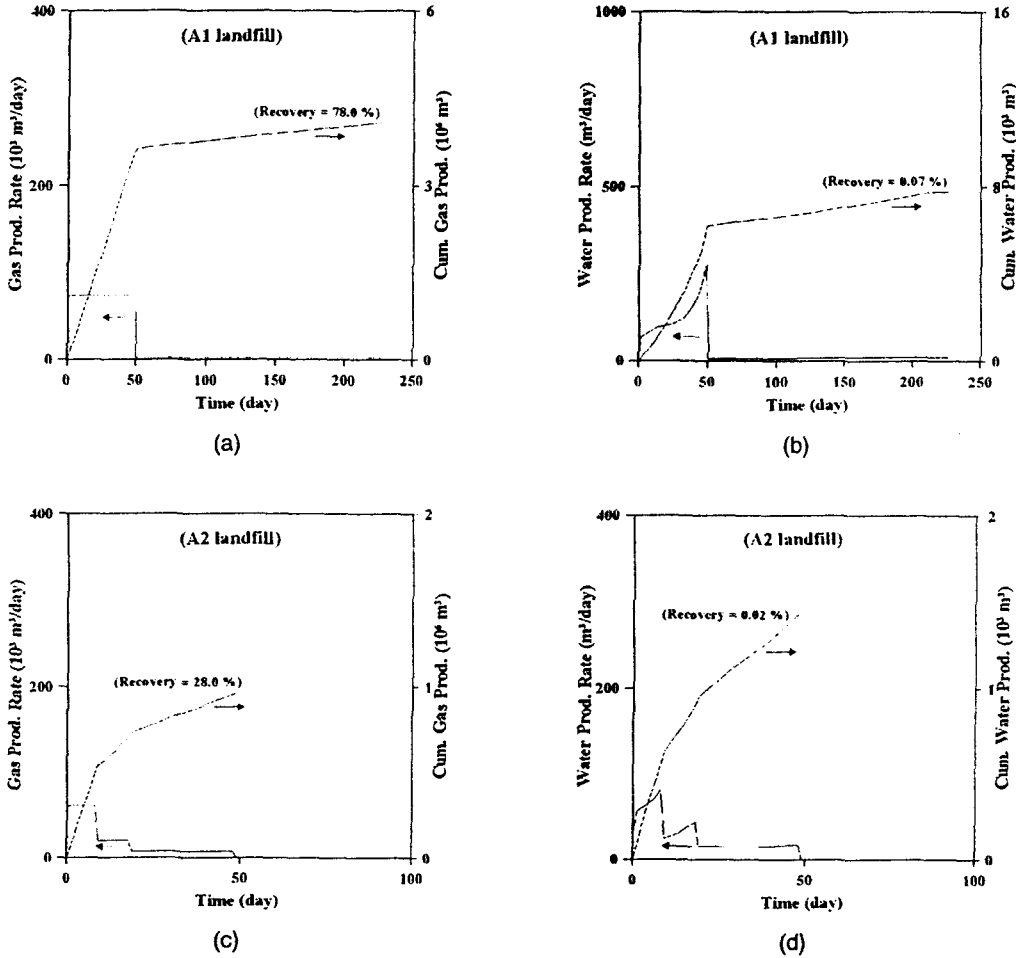 400
6
(A1 landfill)
Gas Prod. Rate (10³ m³/day)
Cum. Gas Prod. (10⁶ m³)
(Recovery = 78.0 %)
200
3
0
0
0 50 100 150 200 250
Time (day)
(a)
1000
16
(A1 landfill)
Water Prod. Rate (m³/day)
Cum. Water Prod. (10³ m³)
(Recovery = 0.07 %)
500
8
0
0
0 50 100 150 200 250
Time (day)
(b)
400
2
(A2 landfill)
Gas Prod. Rate (10³ m³/day)
Cum. Gas Prod. (10⁶ m³)
(Recovery = 28.0 %)
200
1
0
0
0 50 100
Time (day)
(c)
400
2
(A2 landfill)
Water Prod. Rate (m³/day)
Cum. Water Prod. (10³ m³)
(Recovery = 0.02 %)
200
1
0
0
0 50 100
Time (day)
(d)